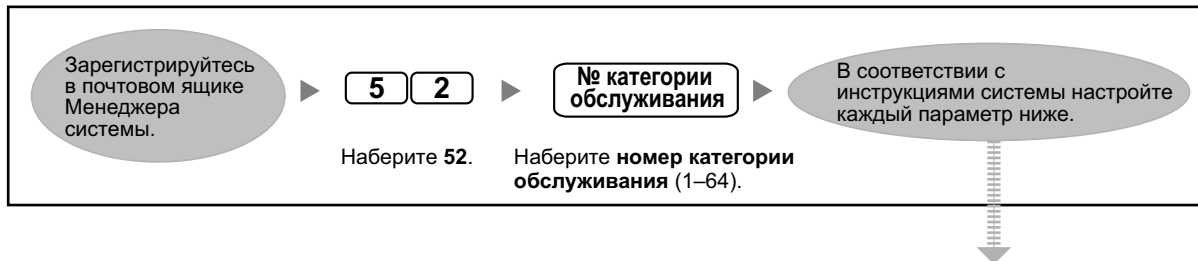 Зарегистрируйтесь
в почтовом ящике
Менеджера
системы.
5 2
№ категории
обслуживания
В соответствии с
инструкциями системы настройте
каждый параметр ниже.
Наберите 52.
Наберите номер категории
обслуживания (1–64).